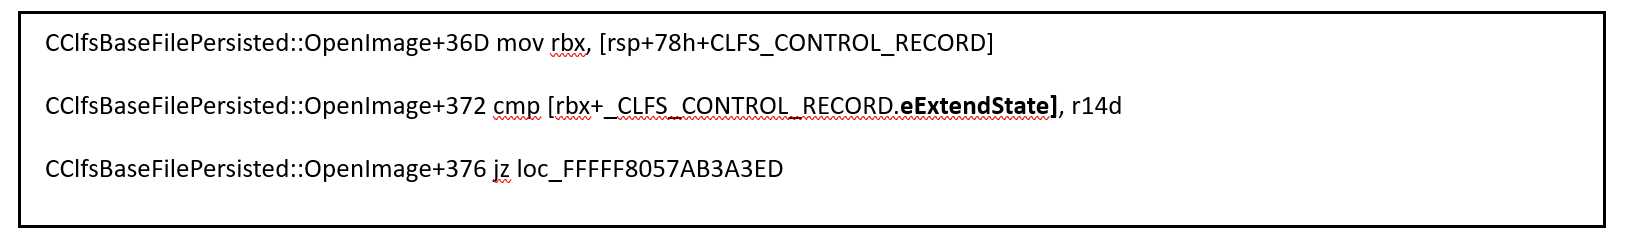 CClfsBaseFilePersisted::OpenImage+36D mov rbx, [rsp+78h+CLFS_CONTROL_RECORD]
CClfsBaseFilePersisted::OpenImage+372 cmp [rbx+_CLFS_CONTROL_RECORD.eExtendState], r14d
CClfsBaseFilePersisted::OpenImage+376 jz loc_FFFFF8057AB3A3ED